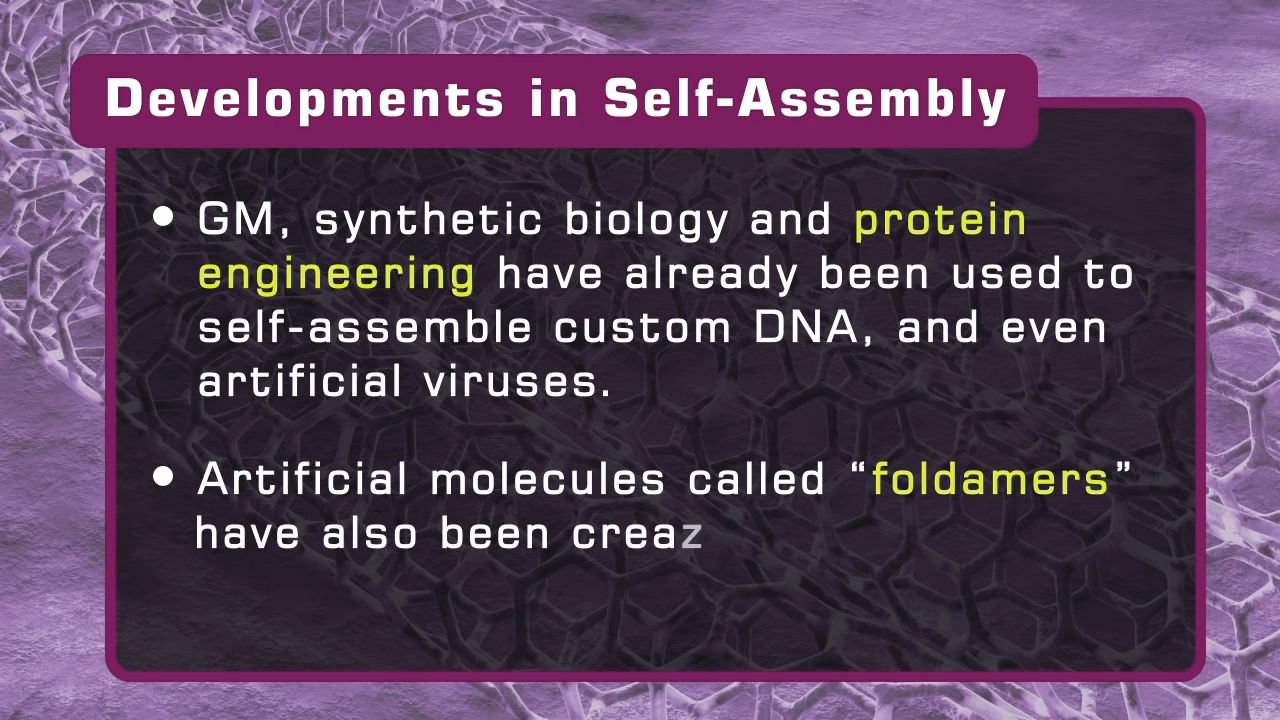 Developments in Self-Assembly
• GM, synthetic biology and protein
engineering have already been used to
self-assemble custom DNA, and even
artificial viruses.
• Artificial molecules called “foldamers”
have also been creaz